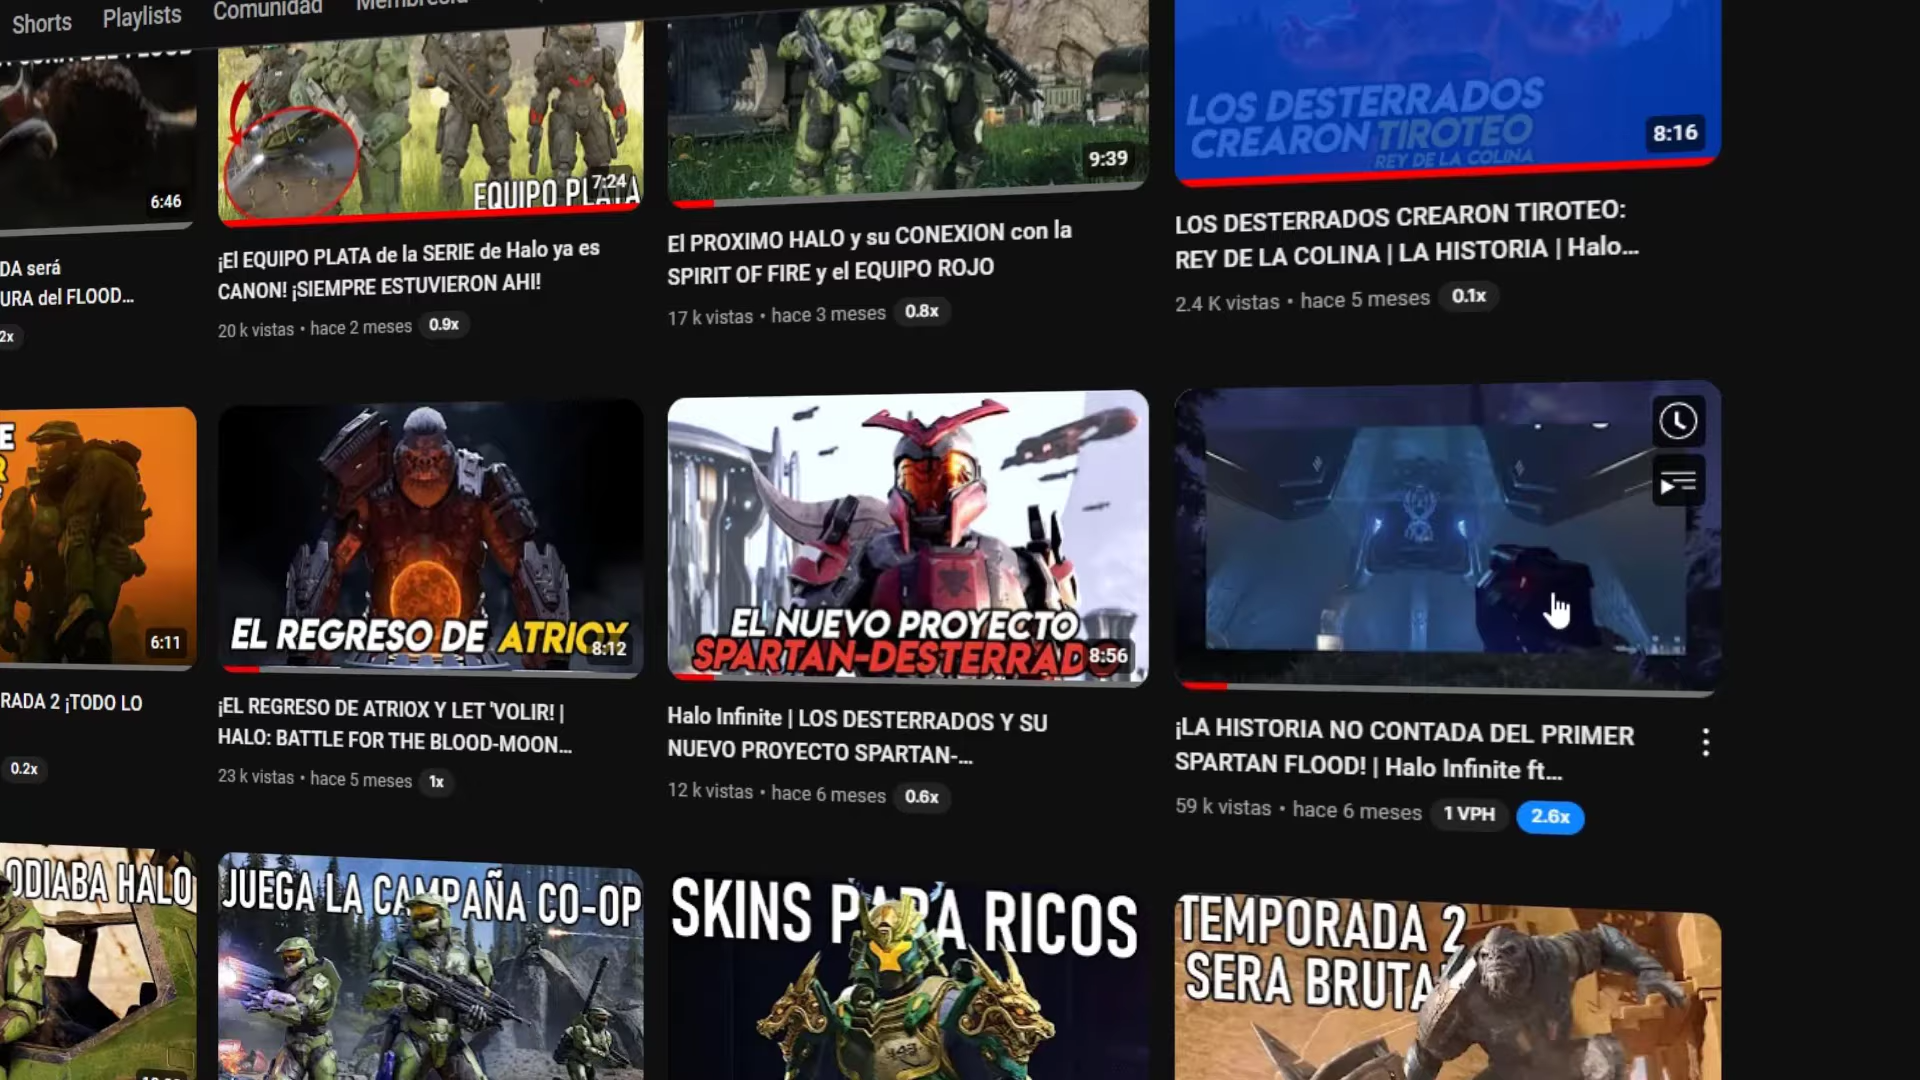 Shorts
Playlists
Comunidad
6:46
DA será
URA del FLOOD...
2x
EQUIPO PLATA
7:24
¡El EQUIPO PLATA de la SERIE de Halo ya es
CANON! ¡SIEMPRE ESTUVIERON AHI!
20 k vistas • hace 2 meses 0.9x
9:39
El PROXIMO HALO y su CONEXION con la
SPIRIT OF FIRE y el EQUIPO ROJO
17 k vistas • hace 3 meses 0.8x
LOS DESTERRADOS
CREARON TIROTEO
REY DE LA COLINA
8:16
LOS DESTERRADOS CREARON TIROTEO:
REY DE LA COLINA | LA HISTORIA | Halo...
2.4 K vistas • hace 5 meses 0.1x
E
R
6:11
RADA 2 ¡TODO LO
0.2x
EL REGRESO DE ATRIOX
8:12
¡EL REGRESO DE ATRIOX Y LET 'VOLIR! |
HALO: BATTLE FOR THE BLOOD-MOON...
23 k vistas • hace 5 meses 1x
EL NUEVO PROYECTO
SPARTAN-DESTERRADO
8:56
Halo Infinite | LOS DESTERRADOS Y SU
NUEVO PROYECTO SPARTAN-...
12 k vistas • hace 6 meses 0.6x
¡LA HISTORIA NO CONTADA DEL PRIMER
SPARTAN FLOOD! | Halo Infinite ft...
59 k vistas • hace 6 meses 1 VPH 2.6x
ODIABA HALO
JUEGA LA CAMPAÑA CO-OP
SKINS PARA RICOS
343
TEMPORADA 2
SERA BRUTAL